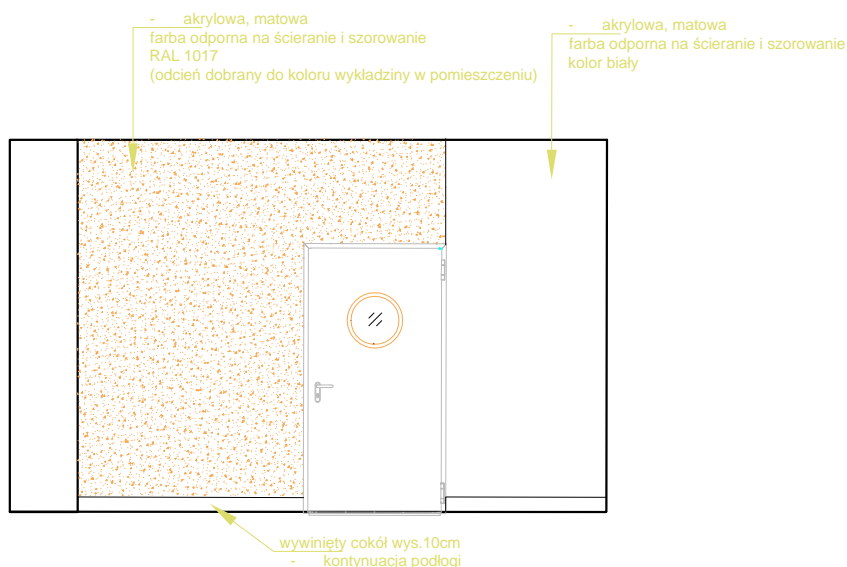 - akrylowa, matowa
farba odporna na ścieranie i szorowanie
RAL 1017
(odcień dobrany do koloru wykładziny w pomieszczeniu)
- akrylowa, matowa
farba odporna na ścieranie i szorowanie
kolor biały
wywinięty cokół wys.10cm
- kontynuacja podłogi